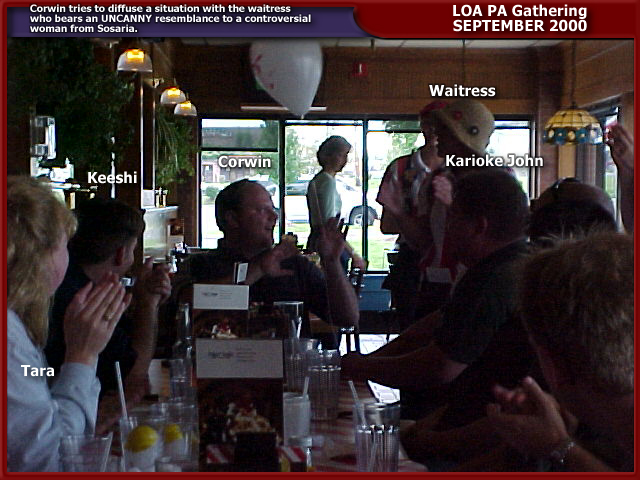 Corwin tries to diffuse a situation with the waitress
who bears an UNCANNY resemblance to a controversial
woman from Sosaria.
LOA PA Gathering
SEPTEMBER 2000
Waitress
Corwin
Karioke John
Keeshi
Tara